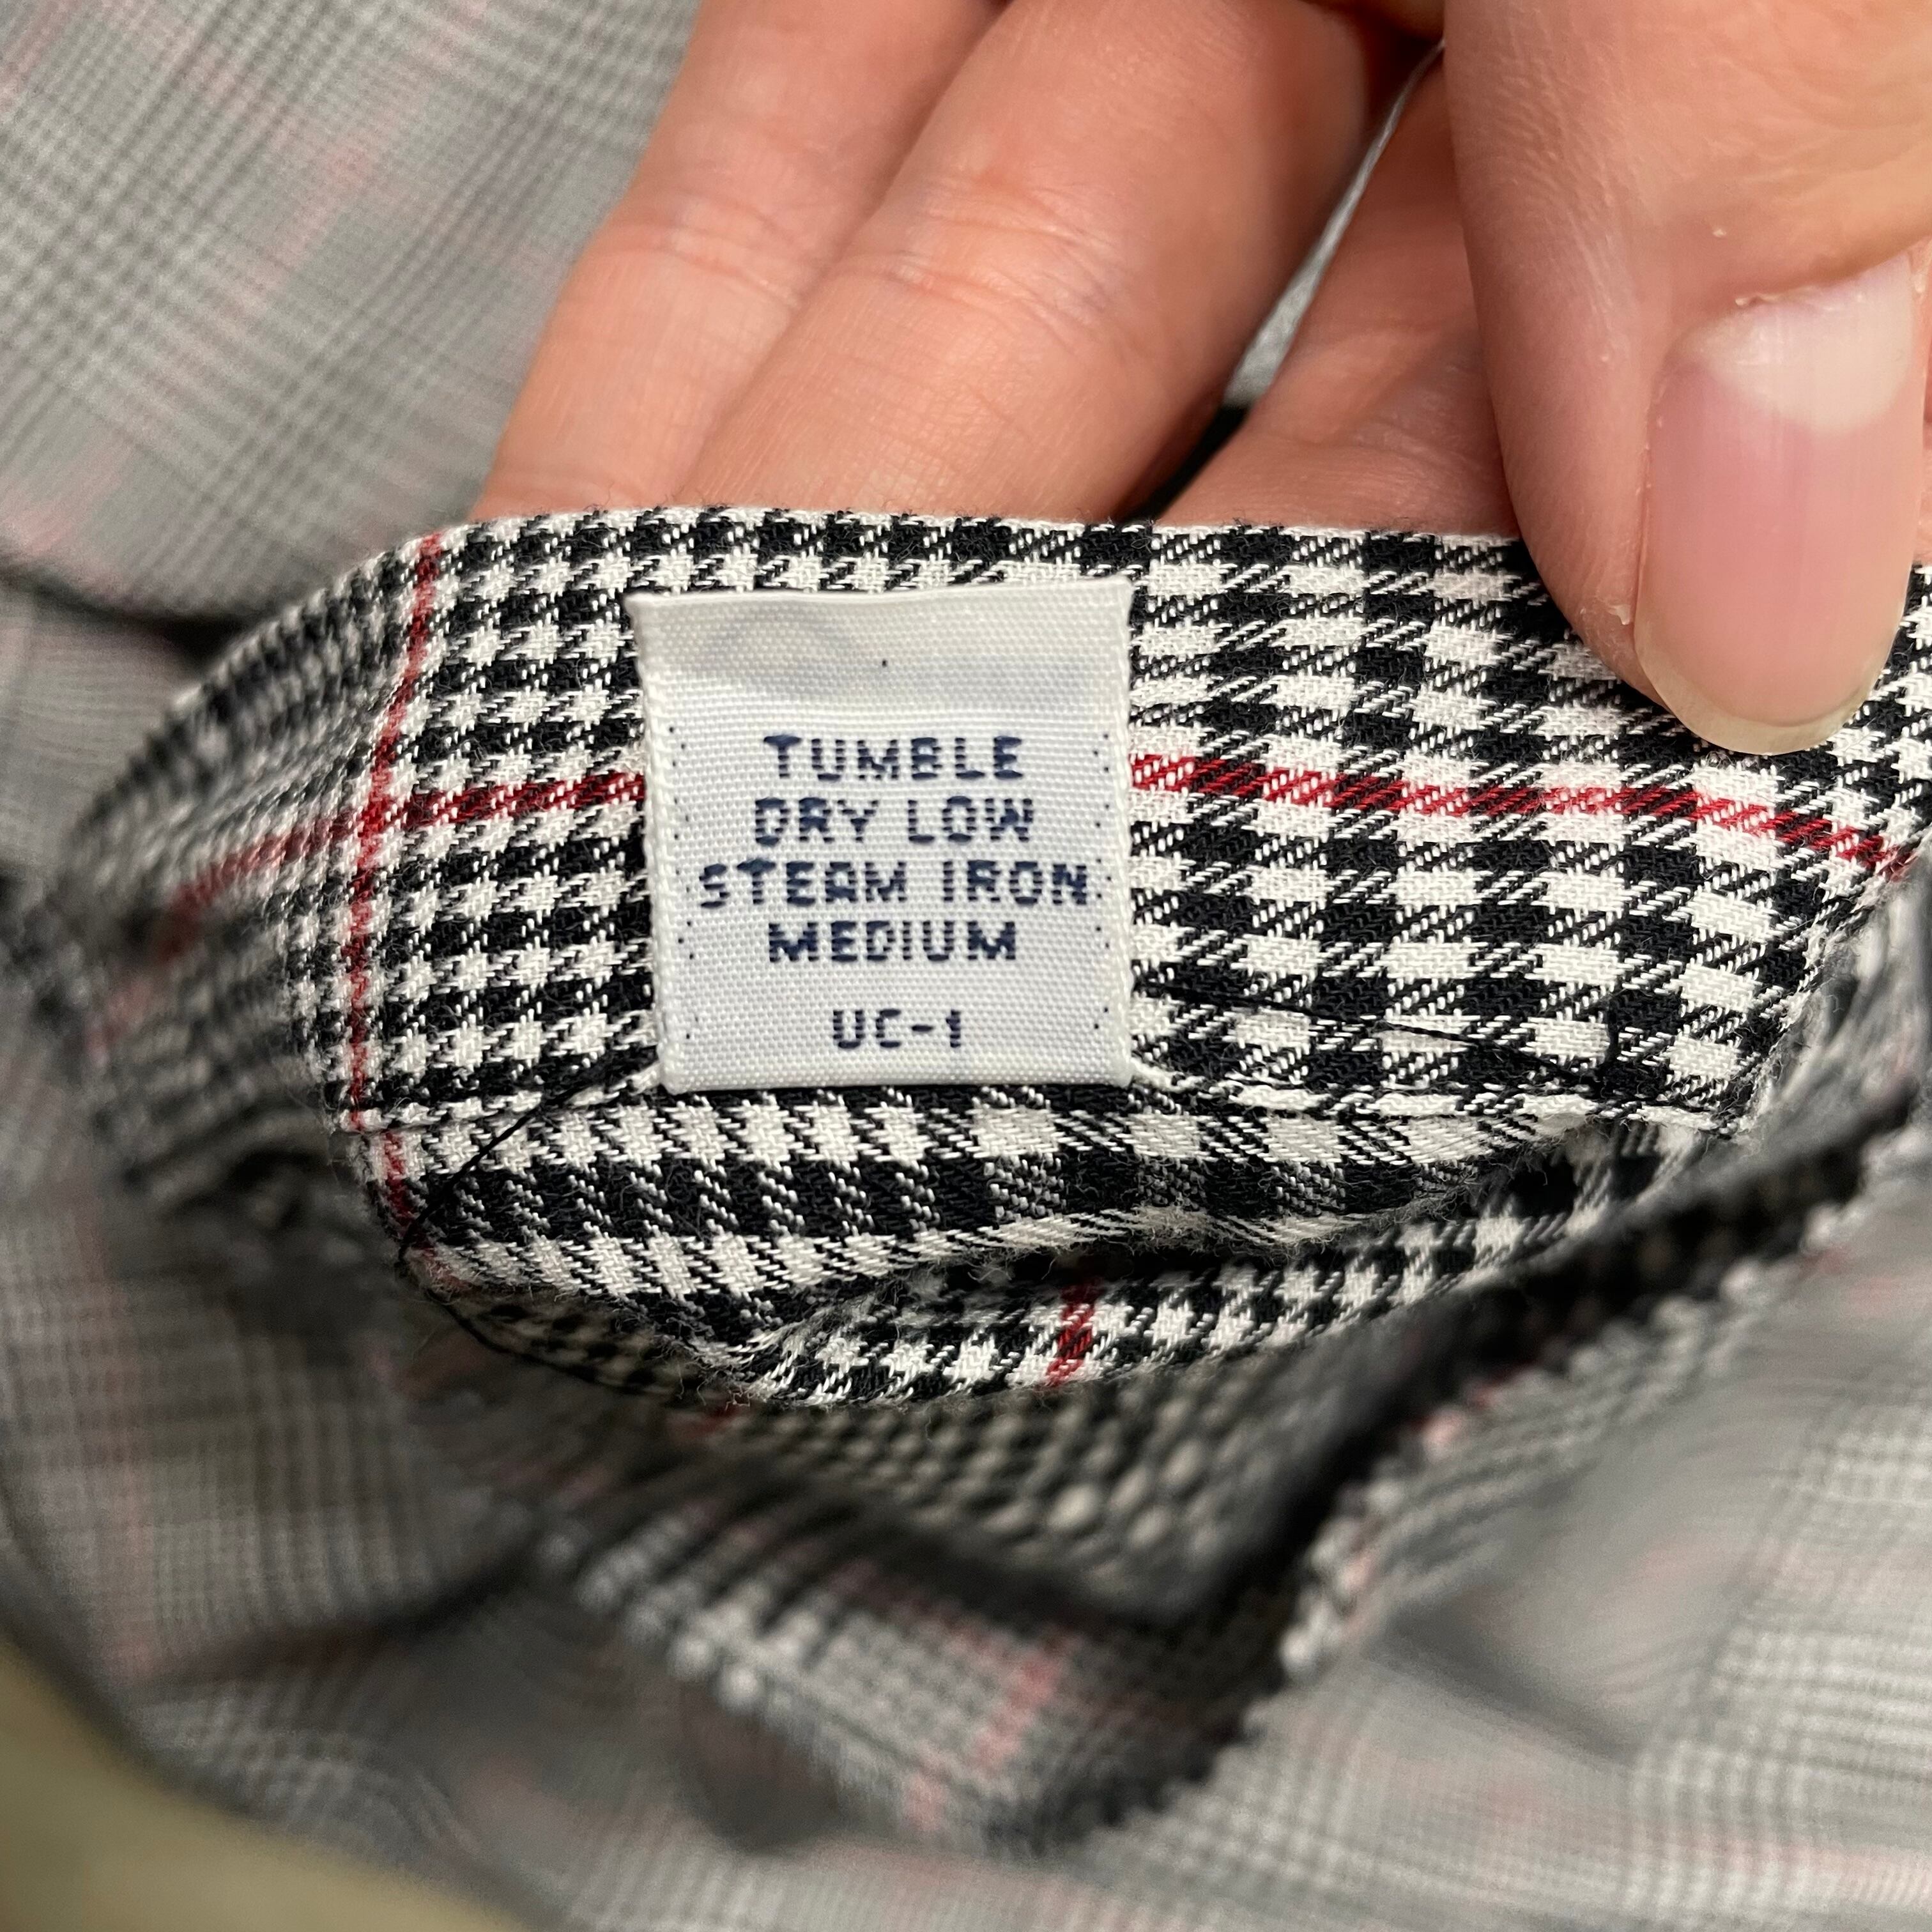 TUMBLE
DRY LOW
STEAM IRON
MEDIUM
UC-1